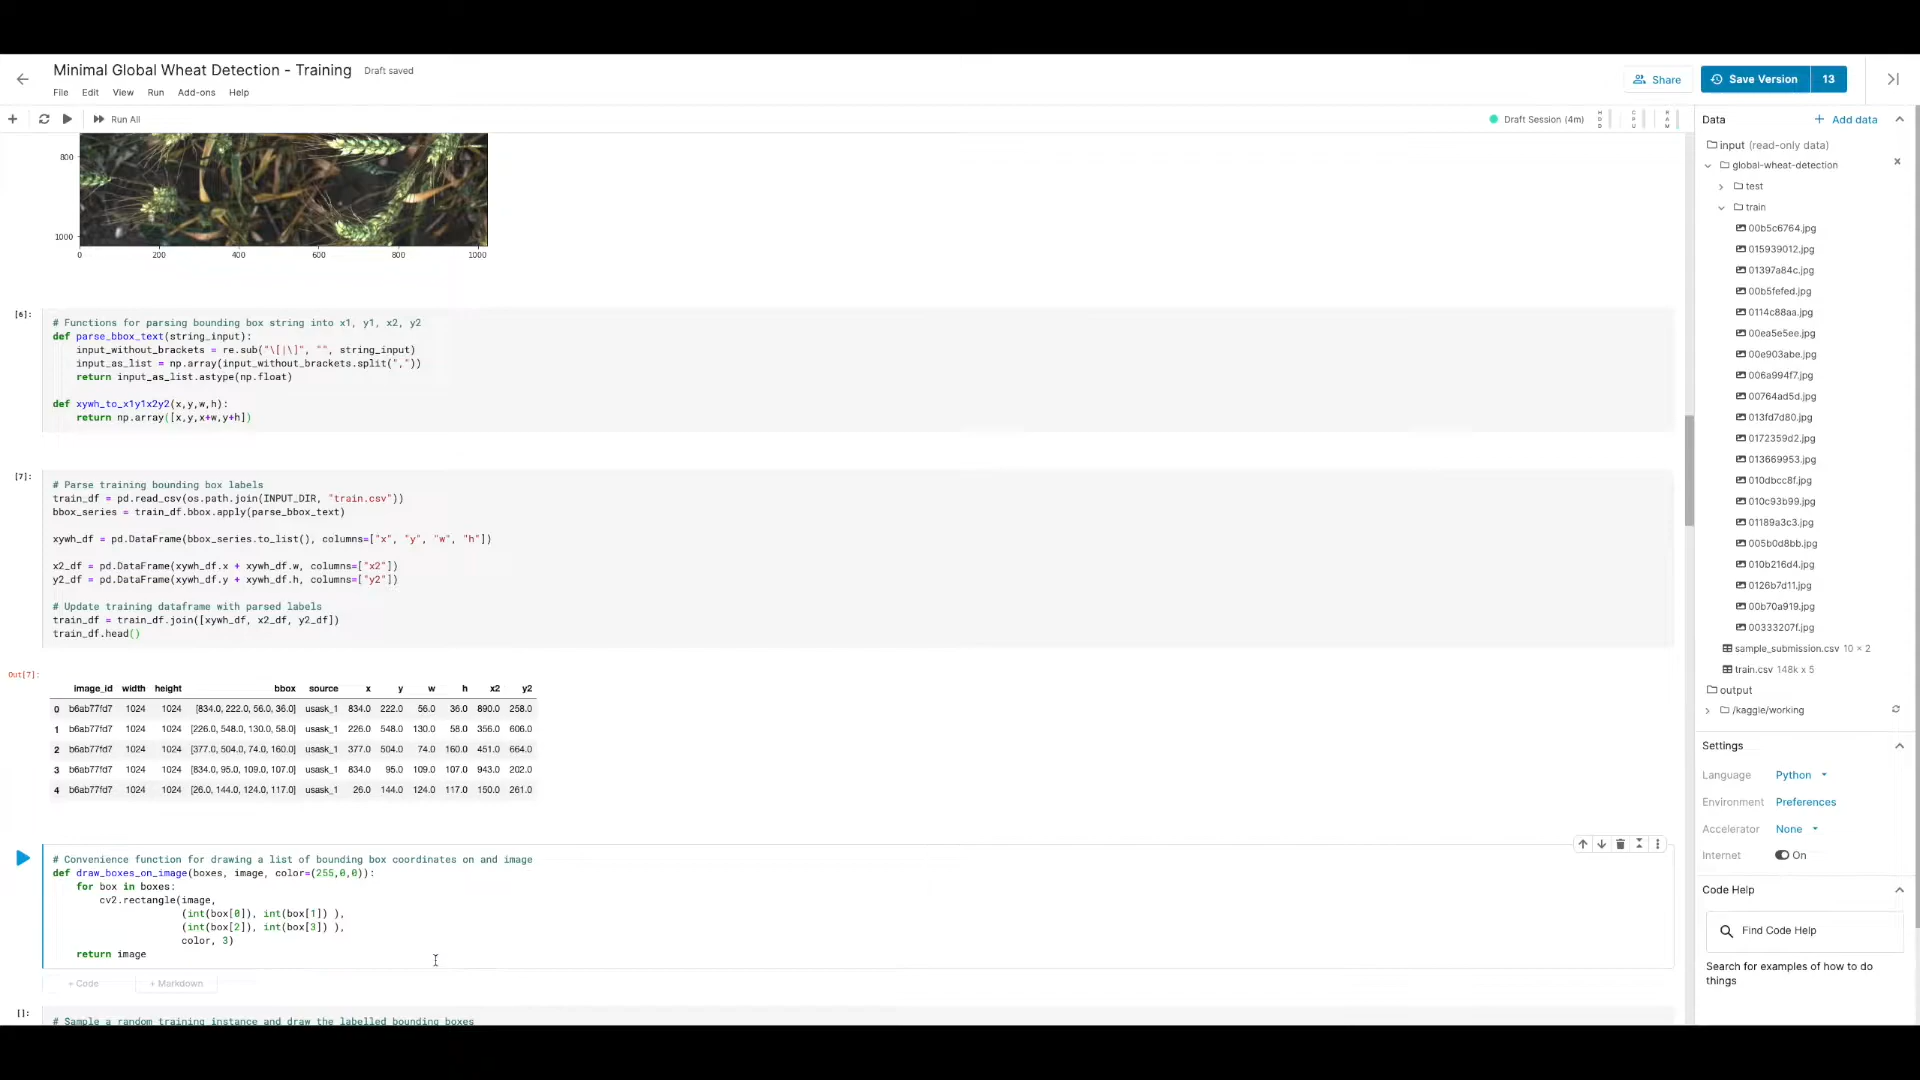 Minimal Global Wheat Detection - Training Draft saved
File Edit View Run Add-ons Help
Share
Save Version 13
Run All
Draft Session (4m)
800
1000
0 200 400 600 800 1000
[6]:
# Functions for parsing bounding box string into x1, y1, x2, y2
def parse_bbox_text(string_input):
input_without_brackets = re.sub("\[|\]", "", string_input)
input_as_list = np.array(input_without_brackets.split(","))
return input_as_list.astype(np.float)
def xywh_to_x1y1x2y2(x,y,w,h):
return np.array([x,y,x+w,y+h])
[7]:
# Parse training bounding box labels
train_df = pd.read_csv(os.path.join(INPUT_DIR, "train.csv"))
bbox_series = train_df.bbox.apply(parse_bbox_text)
xywh_df = pd.DataFrame(bbox_series.to_list(), columns=["x", "y", "w", "h"])
x2_df = pd.DataFrame(xywh_df.x + xywh_df.w, columns=["x2"])
y2_df = pd.DataFrame(xywh_df.y + xywh_df.h, columns=["y2"])
# Update training dataframe with parsed labels
train_df = train_df.join([xywh_df, x2_df, y2_df])
train_df.head()
Out[7]:
image_id width height bbox source x y w h x2 y2
0 b6ab77fd7 1024 1024 [834.0, 222.0, 56.0, 36.0] usask_1 834.0 222.0 56.0 36.0 890.0 258.0
1 b6ab77fd7 1024 1024 [226.0, 548.0, 130.0, 58.0] usask_1 226.0 548.0 130.0 58.0 356.0 606.0
2 b6ab77fd7 1024 1024 [377.0, 504.0, 74.0, 160.0] usask_1 377.0 504.0 74.0 160.0 451.0 664.0
3 b6ab77fd7 1024 1024 [834.0, 95.0, 109.0, 107.0] usask_1 834.0 95.0 109.0 107.0 943.0 202.0
4 b6ab77fd7 1024 1024 [26.0, 144.0, 124.0, 117.0] usask_1 26.0 144.0 124.0 117.0 150.0 261.0
# Convenience function for drawing a list of bounding box coordinates on and image
def draw_boxes_on_image(boxes, image, color=(255,0,0)):
for box in boxes:
cv2.rectangle(image,
(int(box[0]), int(box[1]) ),
(int(box[2]), int(box[3]) ),
color, 3)
return image
+ Code + Markdown
[]:
# Sample a random training instance and draw the labelled bounding boxes
Data + Add data
input (read-only data)
global-wheat-detection
test
train
00b5c6764.jpg
015939012.jpg
01397a84c.jpg
00b5fefed.jpg
0114c88aa.jpg
00ea5e5ee.jpg
00e903abe.jpg
006a994f7.jpg
00764ad5d.jpg
013fd7d80.jpg
0172359d2.jpg
013669953.jpg
010dbcc8f.jpg
010c93b99.jpg
01189a3c3.jpg
005b0d8bb.jpg
010b216d4.jpg
0126b7d11.jpg
00b70a919.jpg
00333207f.jpg
sample_submission.csv 10 × 2
train.csv 148k x 5
output
/kaggle/working
Settings
Language Python
Environment Preferences
Accelerator None
Internet On
Code Help
Find Code Help
Search for examples of how to do
things